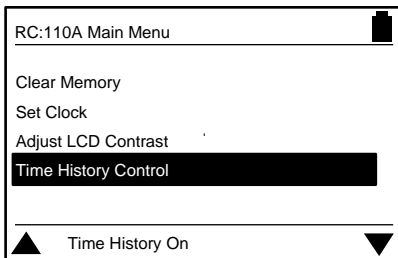 RC:110A Main Menu
Clear Memory
Set Clock
Adjust LCD Contrast
Time History Control
Time History On